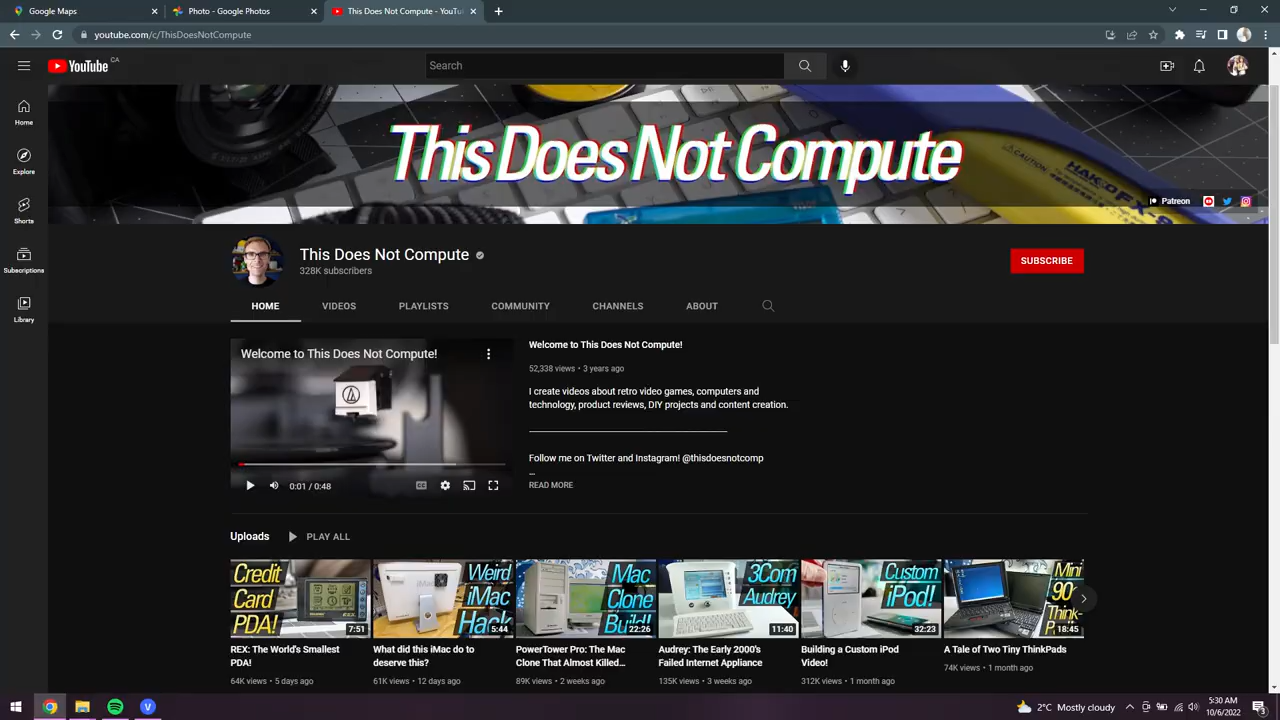 Google Maps
Photo - Google Photos
This Does Not Compute - YouTu
youtube.com/c/ThisDoesNotCompute
YouTube CA
Search
Home
Explore
Shorts
Subscriptions
Library
This Does Not Compute
CAUTION:
HAKKO FX-
Patreon
This Does Not Compute
328K subscribers
SUBSCRIBE
HOME VIDEOS PLAYLISTS COMMUNITY CHANNELS ABOUT
Welcome to This Does Not Compute!
0:01 / 0:48
CC
Welcome to This Does Not Compute!
52,338 views • 3 years ago
I create videos about retro video games, computers and
technology, product reviews, DIY projects and content creation.
Follow me on Twitter and Instagram! @thisdoesnotcomp
...
READ MORE
Uploads PLAY ALL
Credit
Card
PDA!
7:51
REX: The World's Smallest
PDA!
64K views • 5 days ago
iMac
Weird
iMac
Hack
5:44
What did this iMac do to
deserve this?
61K views • 12 days ago
Mac
Clone
Build!
22:26
PowerTower Pro: The Mac
Clone That Almost Killed...
89K views • 2 weeks ago
3Com
Audrey
11:40
Audrey: The Early 2000's
Failed Internet Appliance
135K views • 3 weeks ago
Custom
iPod!
32:23
Building a Custom iPod
Video!
312K views • 1 month ago
Mini
90
Think-
P
18:45
A Tale of Two Tiny ThinkPads
74K views • 1 month ago
V
2°C Mostly cloudy
5:30 AM
10/6/2022
3